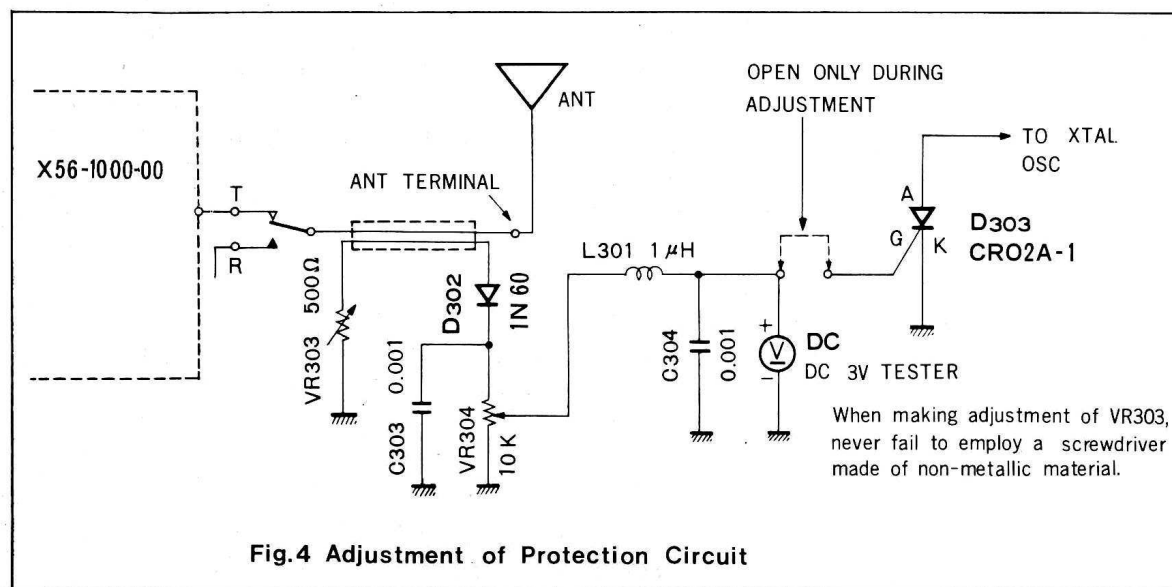 X56-1000-00
T
R
ANT TERMINAL
ANT
OPEN ONLY DURING
ADJUSTMENT
TO XTAL.
OSC
A
G
K
D303
CR02A-1
L301 1μH
VR303 500Ω
D302
1N60
C303 0.001
VR304
10K
C304
0.001
+
V
-
DC
DC 3V TESTER
When making adjustment of VR303,
never fail to employ a screwdriver
made of non-metallic material.
Fig.4 Adjustment of Protection Circuit